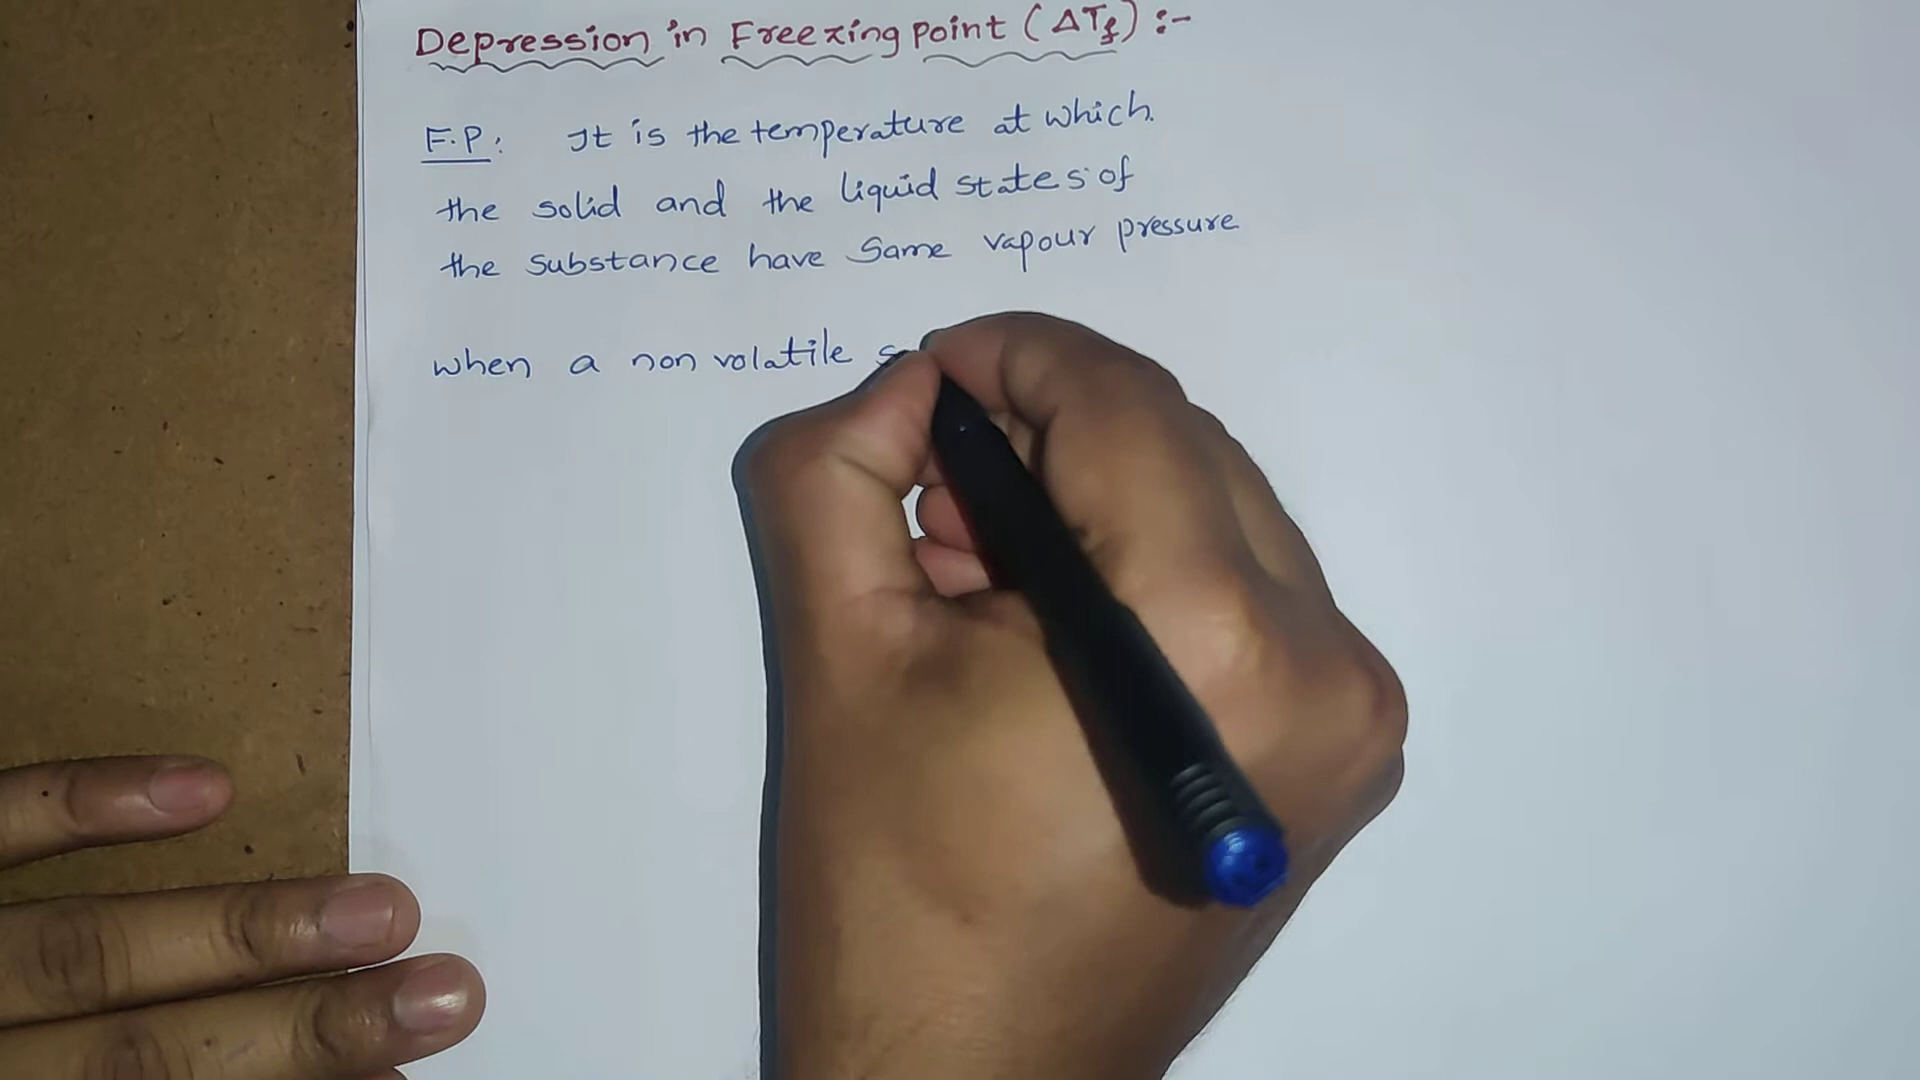 Depression in Freezing point (ΔTf) :-
F.P: It is the temperature at which
the solid and the liquid states of
the substance have same vapour pressure
when a non volatile